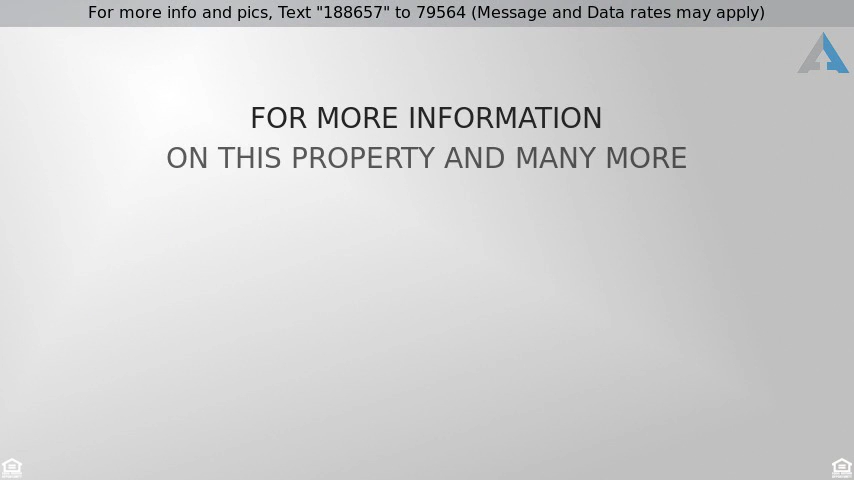 For more info and pics, Text "188657" to 79564 (Message and Data rates may apply)
FOR MORE INFORMATION
ON THIS PROPERTY AND MANY MORE